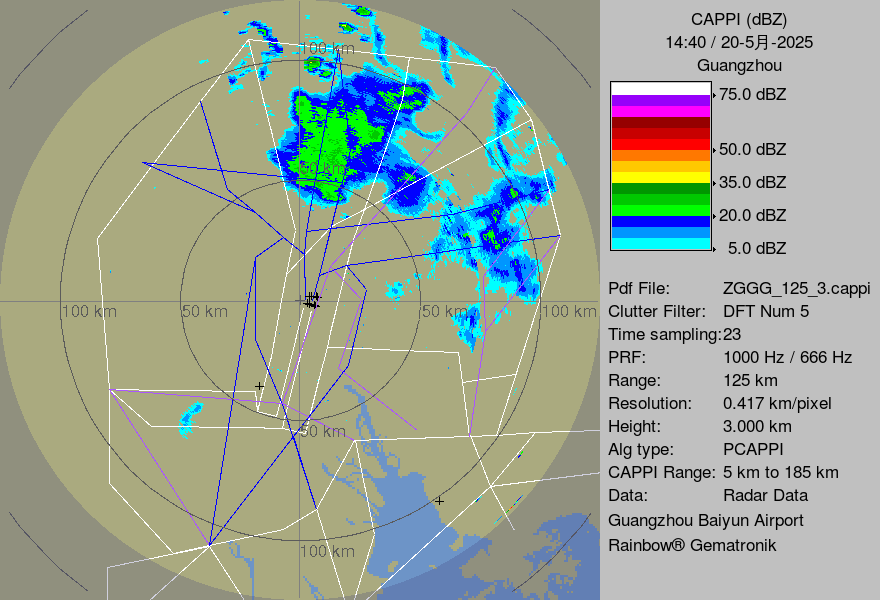 CAPPI (dBZ)
14:40 / 20-5月-2025
Guangzhou
75.0 dBZ
50.0 dBZ
35.0 dBZ
20.0 dBZ
5.0 dBZ
Pdf File: ZGGG_125_3.cappi
Clutter Filter: DFT Num 5
Time sampling:23
PRF: 1000 Hz / 666 Hz
Range: 125 km
Resolution: 0.417 km/pixel
Height: 3.000 km
Alg type: PCAPPI
CAPPI Range: 5 km to 185 km
Data: Radar Data
Guangzhou Baiyun Airport
Rainbow® Gematronik
100 km
50 km
100 km
50 km
50 km
100 km
50 km
100 km